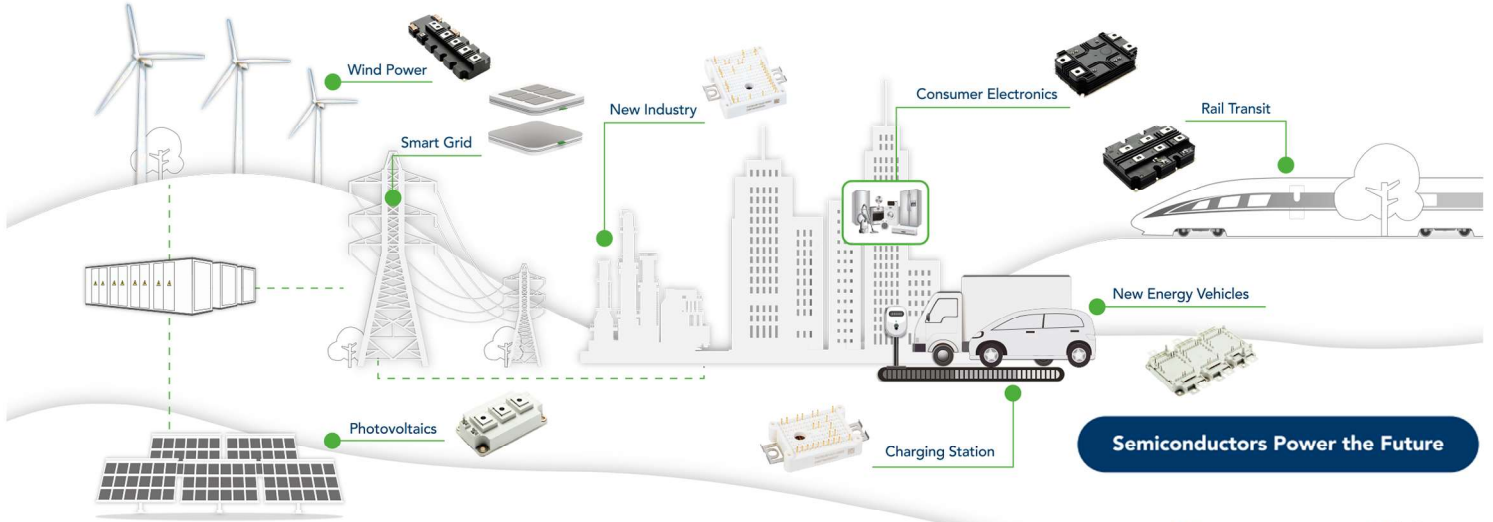 Wind Power
Smart Grid
New Industry
Consumer Electronics
Rail Transit
New Energy Vehicles
Photovoltaics
Charging Station
Semiconductors Power the Future